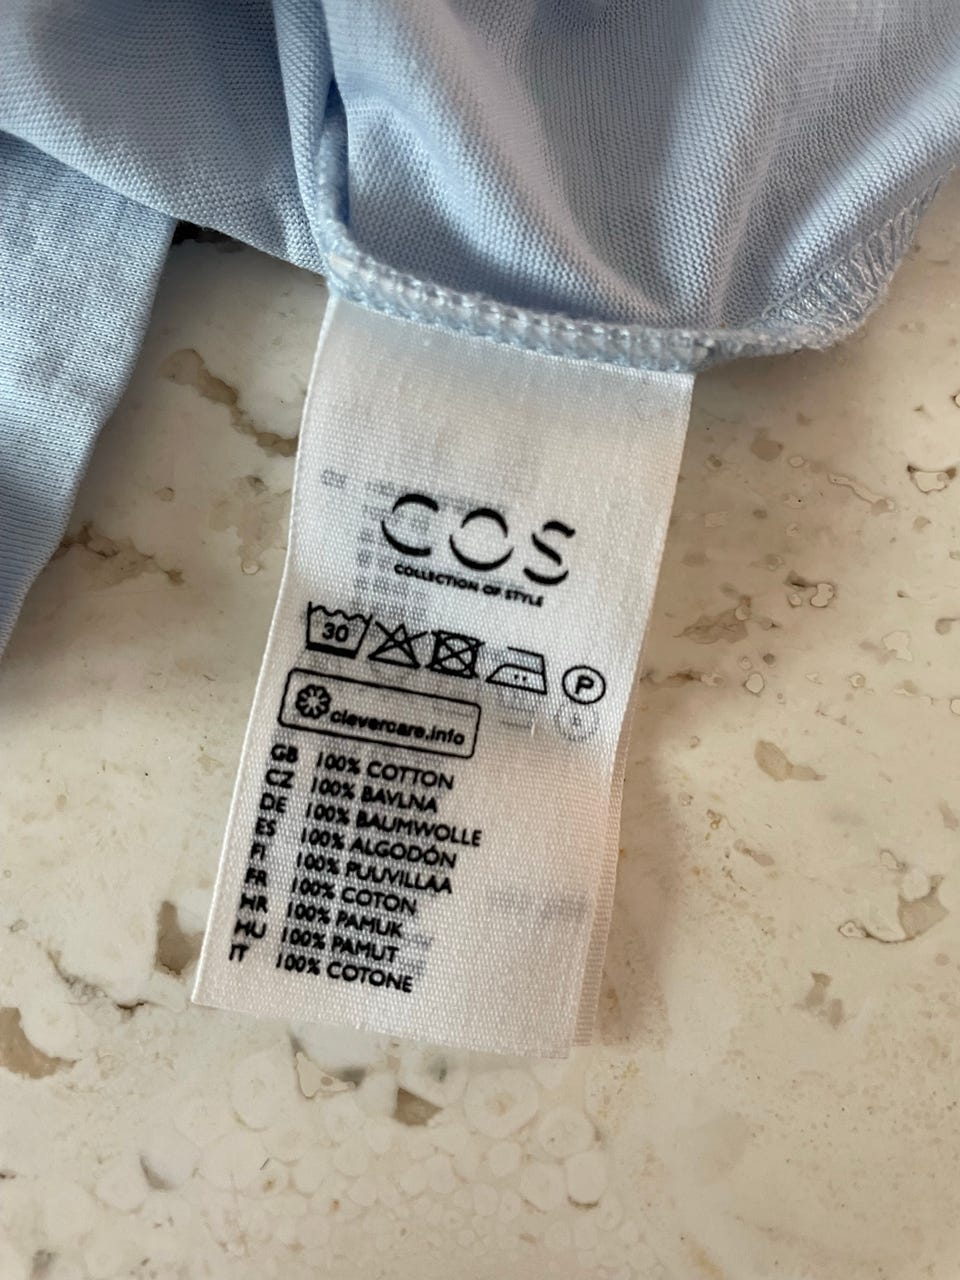 COS
COLLECTION OF STYLE
30 P
clevercare.info
GB 100% COTTON
CZ 100% BAVLNA
DE 100% BAUMWOLLE
ES 100% ALGODÓN
FI 100% PUUVILLAA
FR 100% COTON
HR 100% PAMUK
HU 100% PAMUT
IT 100% COTONE